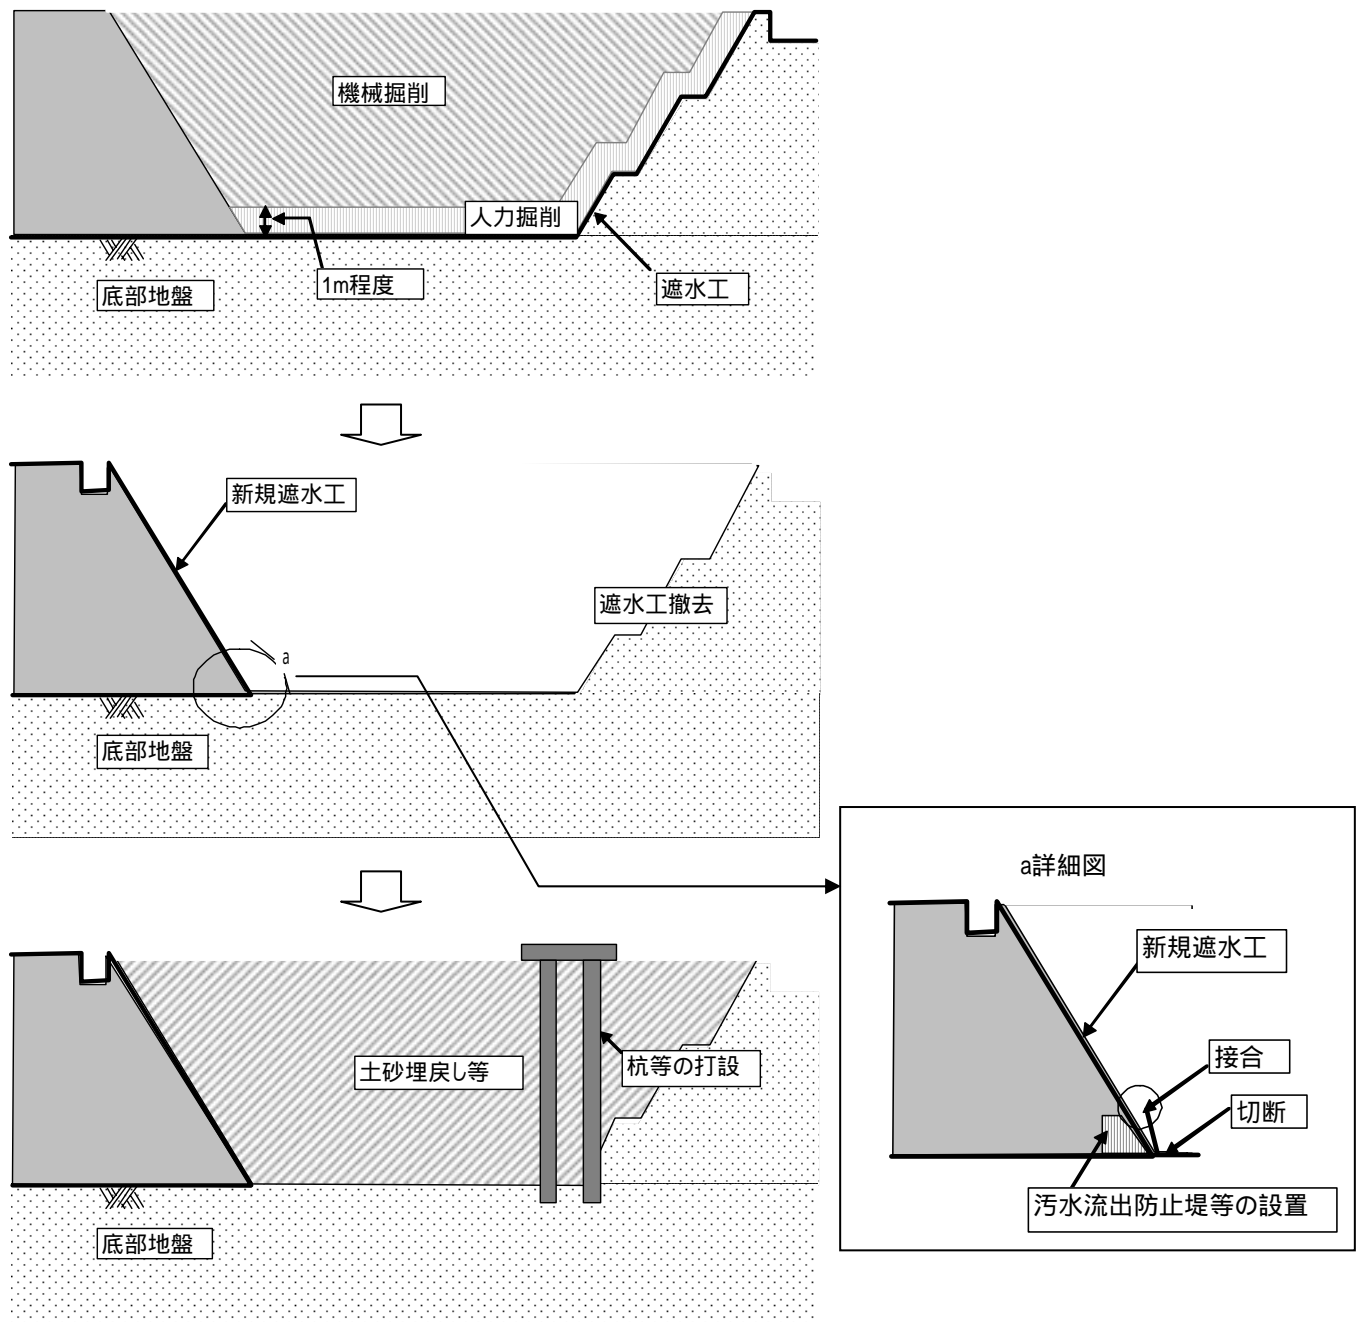 機械掘削
人力掘削
1m程度
底部地盤
遮水工
新規遮水工
遮水工撤去
a
底部地盤
a詳細図
新規遮水工
接合
切断
汚水流出防止堤等の設置
土砂埋戻し等
杭等の打設
底部地盤